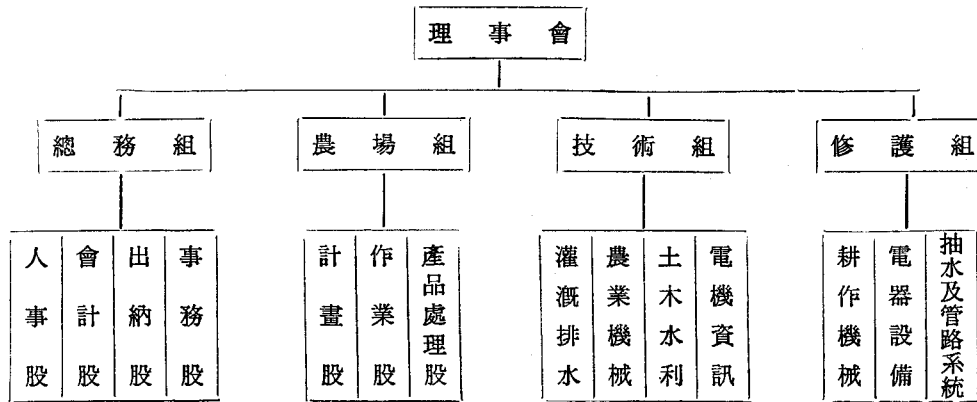 理事會
總務組
農場組
技術組
修護組
人事股
會計股
出納股
事務股
計畫股
作業股
產品處理股
灌溉排水
農業機械
土木水利
電機資訊
耕作機械
電器設備
抽水及管路系統